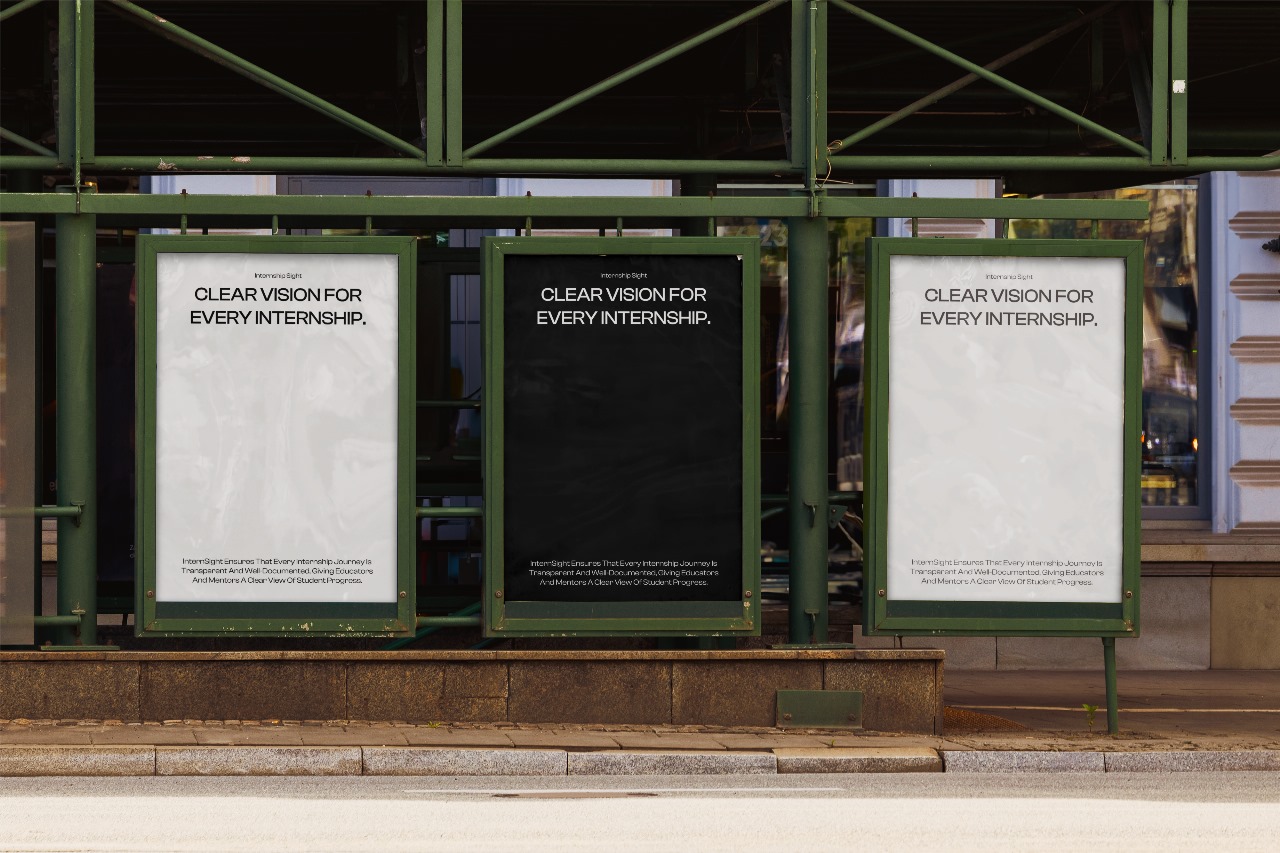 Internship Sight
CLEAR VISION FOR
EVERY INTERNSHIP.
InternSight Ensures That Every Internship Journey Is
Transparent And Well-Documented, Giving Educators
And Mentors A Clear View Of Student Progress.
Internship Sight
CLEAR VISION FOR
EVERY INTERNSHIP.
InternSight Ensures That Every Internship Journey Is
Transparent And Well-Documented, Giving Educators
And Mentors A Clear View Of Student Progress.
Internship Sight
CLEAR VISION FOR
EVERY INTERNSHIP.
InternSight Ensures That Every Internship Journey Is
Transparent And Well-Documented, Giving Educators
And Mentors A Clear View Of Student Progress.